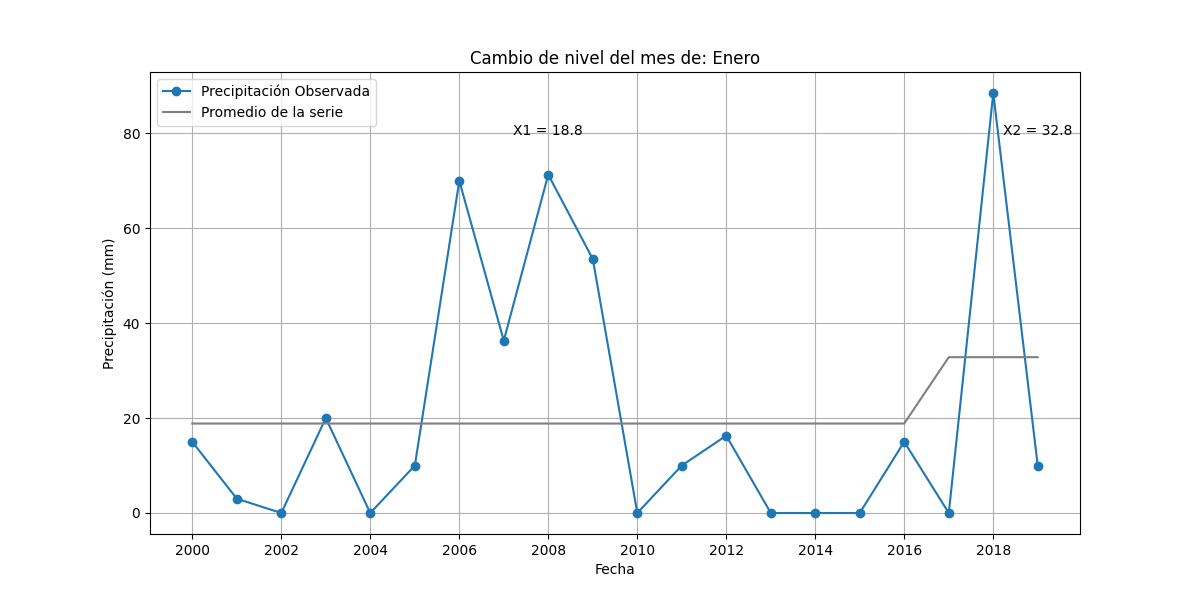 Cambio de nivel del mes de: Enero
Precipitación Observada
Promedio de la serie
X1 = 18.8
X2 = 32.8
Precipitación (mm)
80
60
40
20
0
2000 2002 2004 2006 2008 2010 2012 2014 2016 2018
Fecha